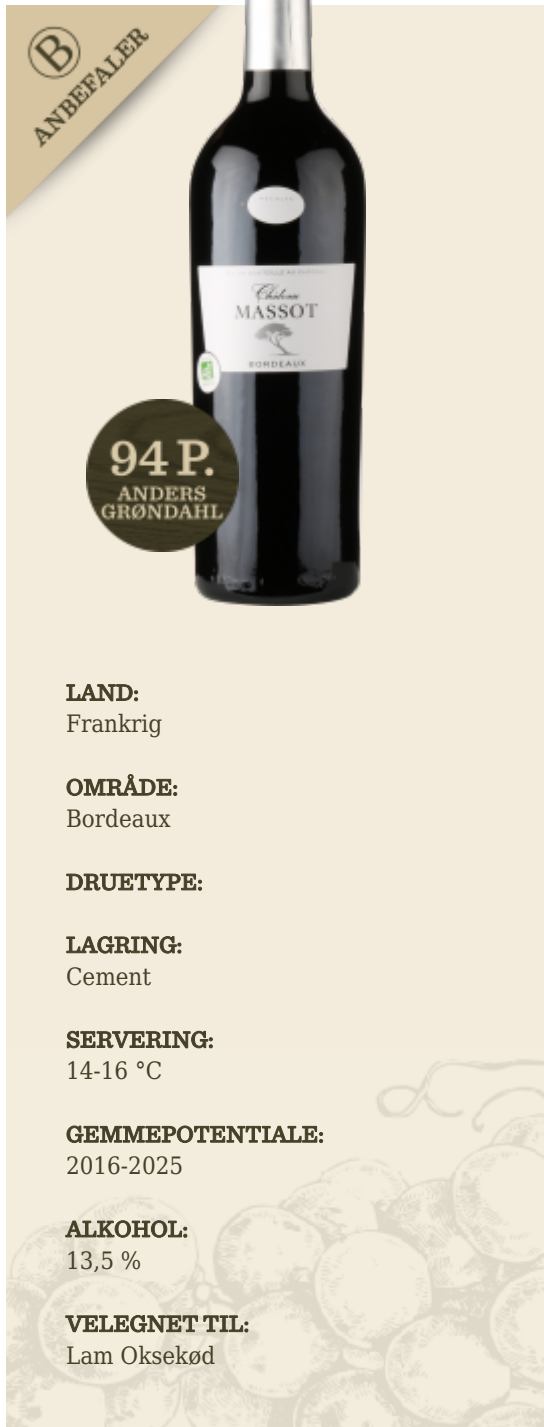 B
ANBEFALER
Château
MASSOT
BORDEAUX
94 P.
ANDERS
GRØNDAHL
LAND:
Frankrig
OMRÅDE:
Bordeaux
DRUETYPE:
LAGRING:
Cement
SERVERING:
14-16 °C
GEMMEPOTENTIALE:
2016-2025
ALKOHOL:
13,5 %
VELEGNET TIL:
Lam Oksekød